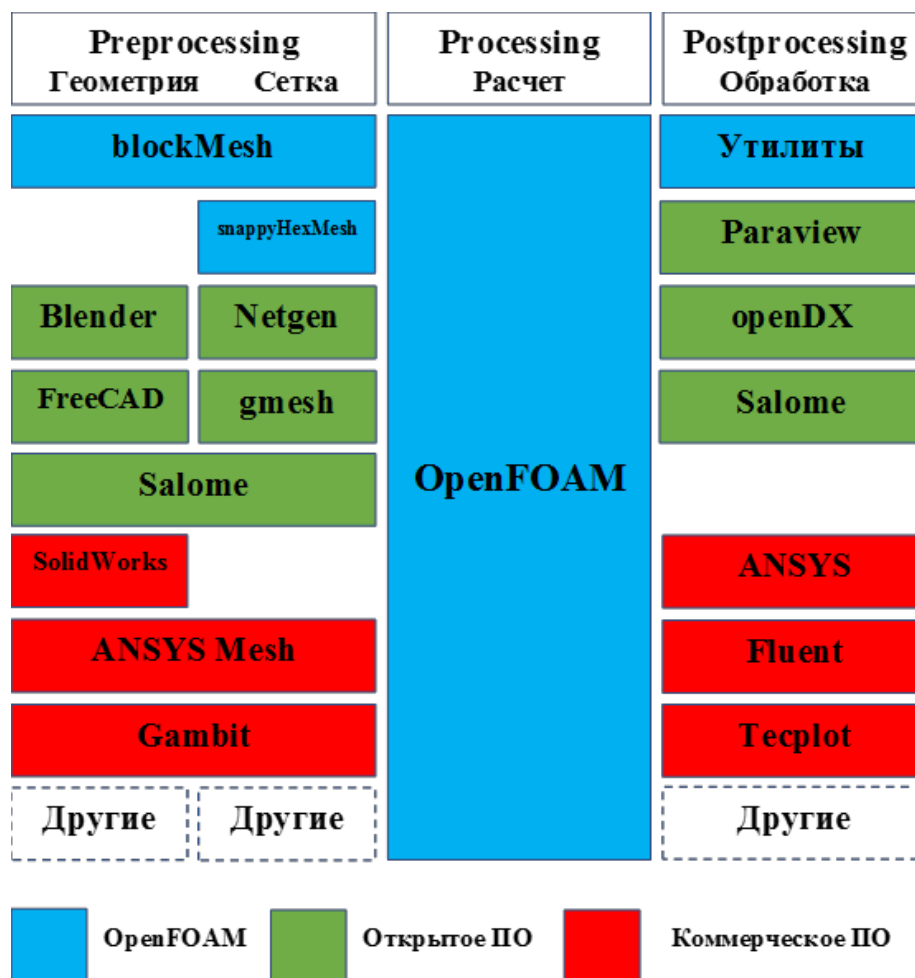 Preprocessing
Геометрия Сетка
Processing
Расчет
Postprocessing
Обработка
blockMesh
snappyHexMesh
Blender
Netgen
FreeCAD
gmesh
Salome
SolidWorks
ANSYS Mesh
Gambit
Другие
Другие
OpenFOAM
Утилиты
Paraview
openDX
Salome
ANSYS
Fluent
Tecplot
Другие
OpenFOAM
Открытое ПО
Коммерческое ПО